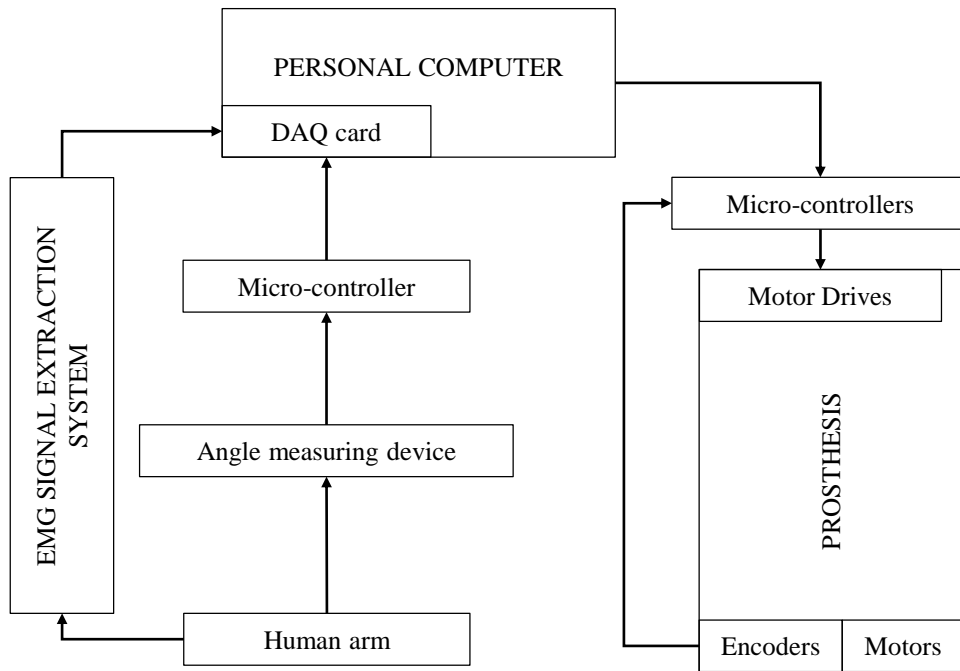 PERSONAL COMPUTER
DAQ card
Micro-controllers
Micro-controller
Motor Drives
EMG SIGNAL EXTRACTION
SYSTEM
Angle measuring device
PROSTHESIS
Human arm
Encoders
Motors